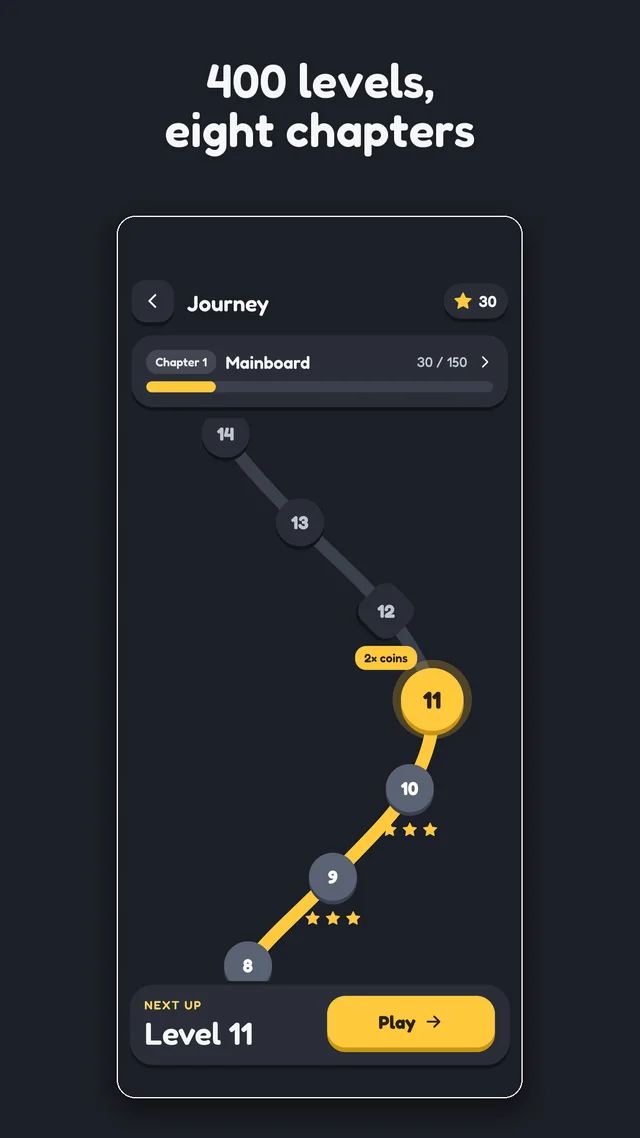 400 levels,
eight chapters
Journey
30
Chapter 1 Mainboard 30 / 150
14
13
12
2× coins
11
10
9
8
NEXT UP
Level 11
Play →